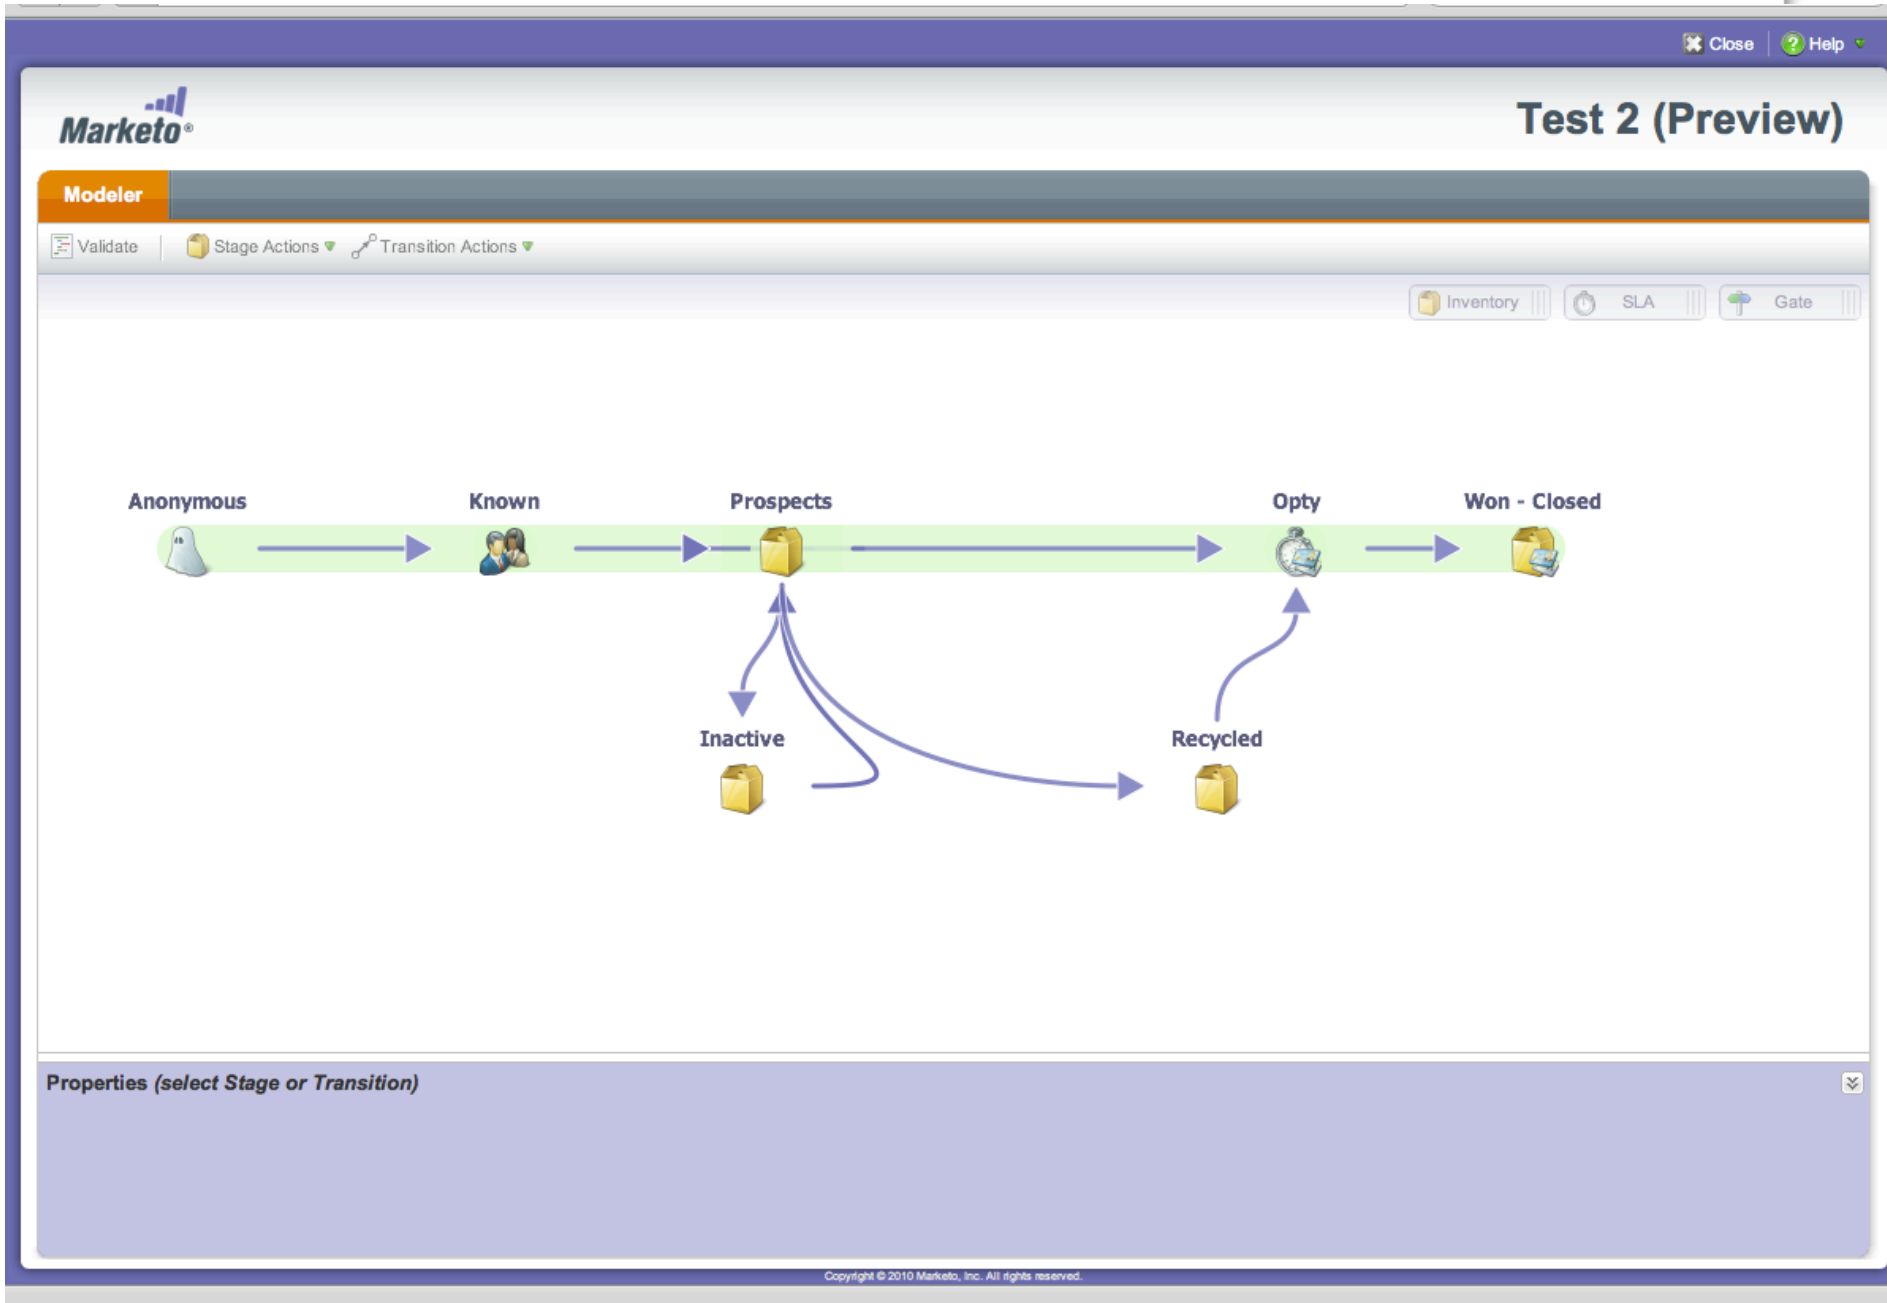 Close Help
Marketo®
Test 2 (Preview)
Modeler
Validate Stage Actions Transition Actions
Inventory SLA Gate
Anonymous Known Prospects Opty Won - Closed
Inactive Recycled
Properties (select Stage or Transition)
Copyright © 2010 Marketo, Inc. All rights reserved.